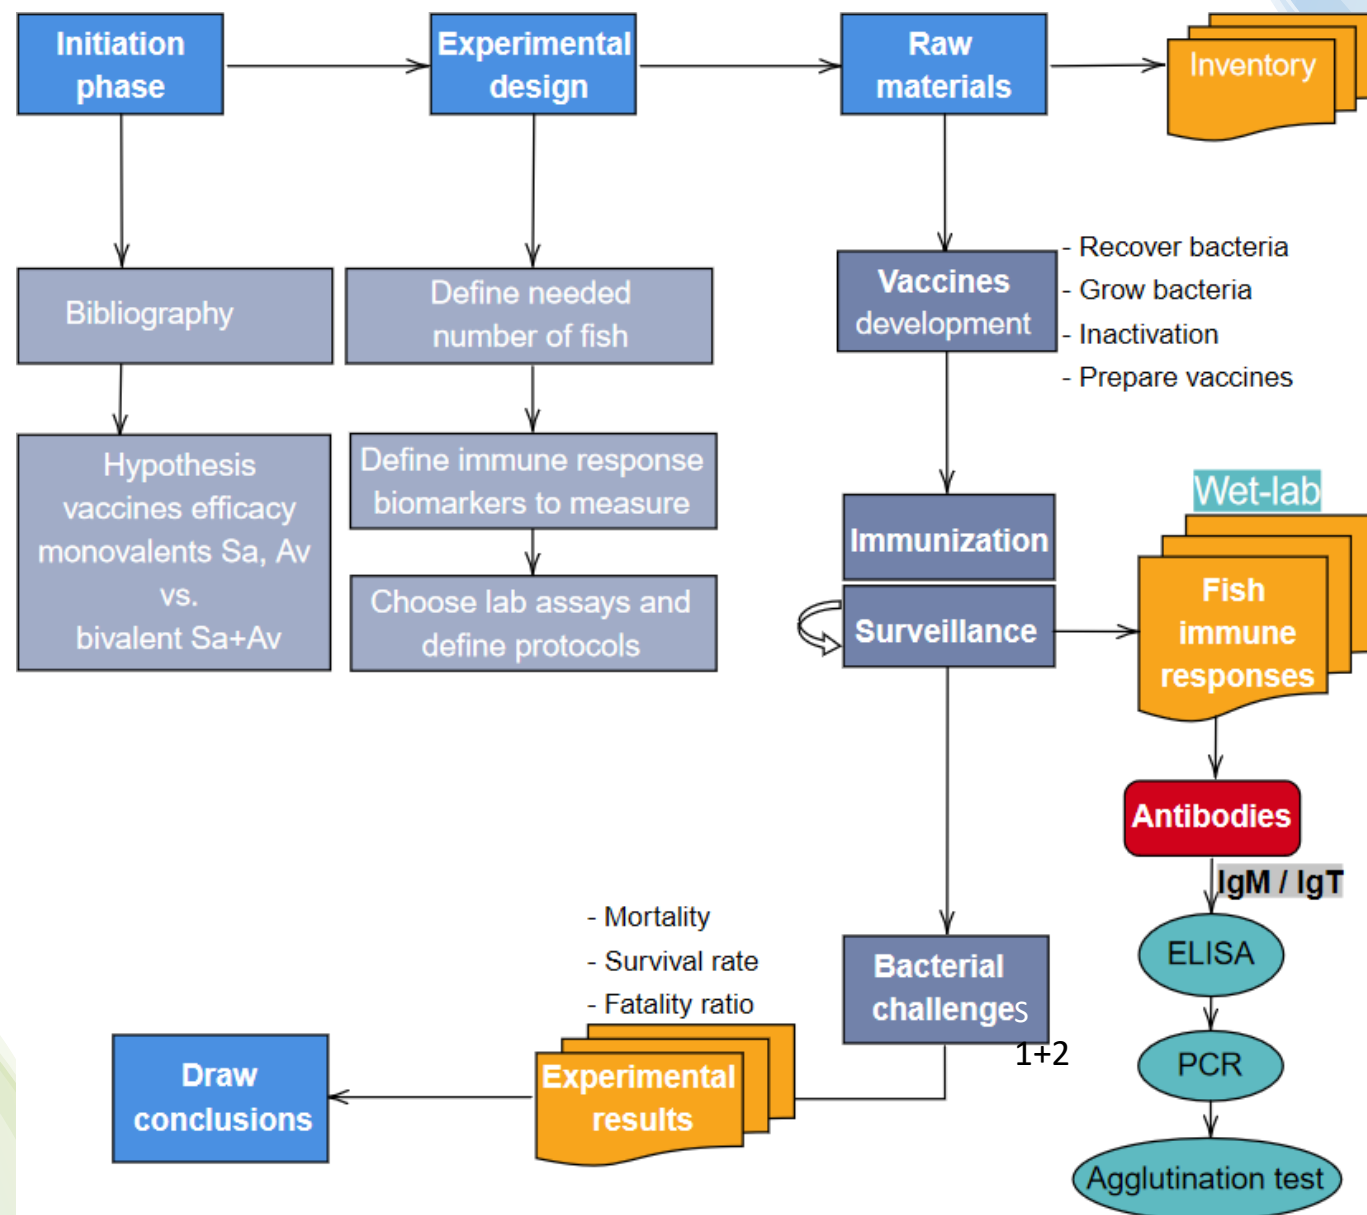 Initiation
phase
Experimental
design
Raw
materials
Inventory
Bibliography
Hypothesis
vaccines efficacy
monovalents Sa, Av
vs.
bivalent Sa+Av
Define needed
number of fish
Define immune response
biomarkers to measure
Choose lab assays and
define protocols
Vaccines
development
- Recover bacteria
- Grow bacteria
- Inactivation
- Prepare vaccines
Immunization
Surveillance
Wet-lab
Fish
immune
responses
Antibodies
IgM / IgT
ELISA
PCR
Agglutination test
Bacterial
challenges
1+2
- Mortality
- Survival rate
- Fatality ratio
Experimental
results
Draw
conclusions